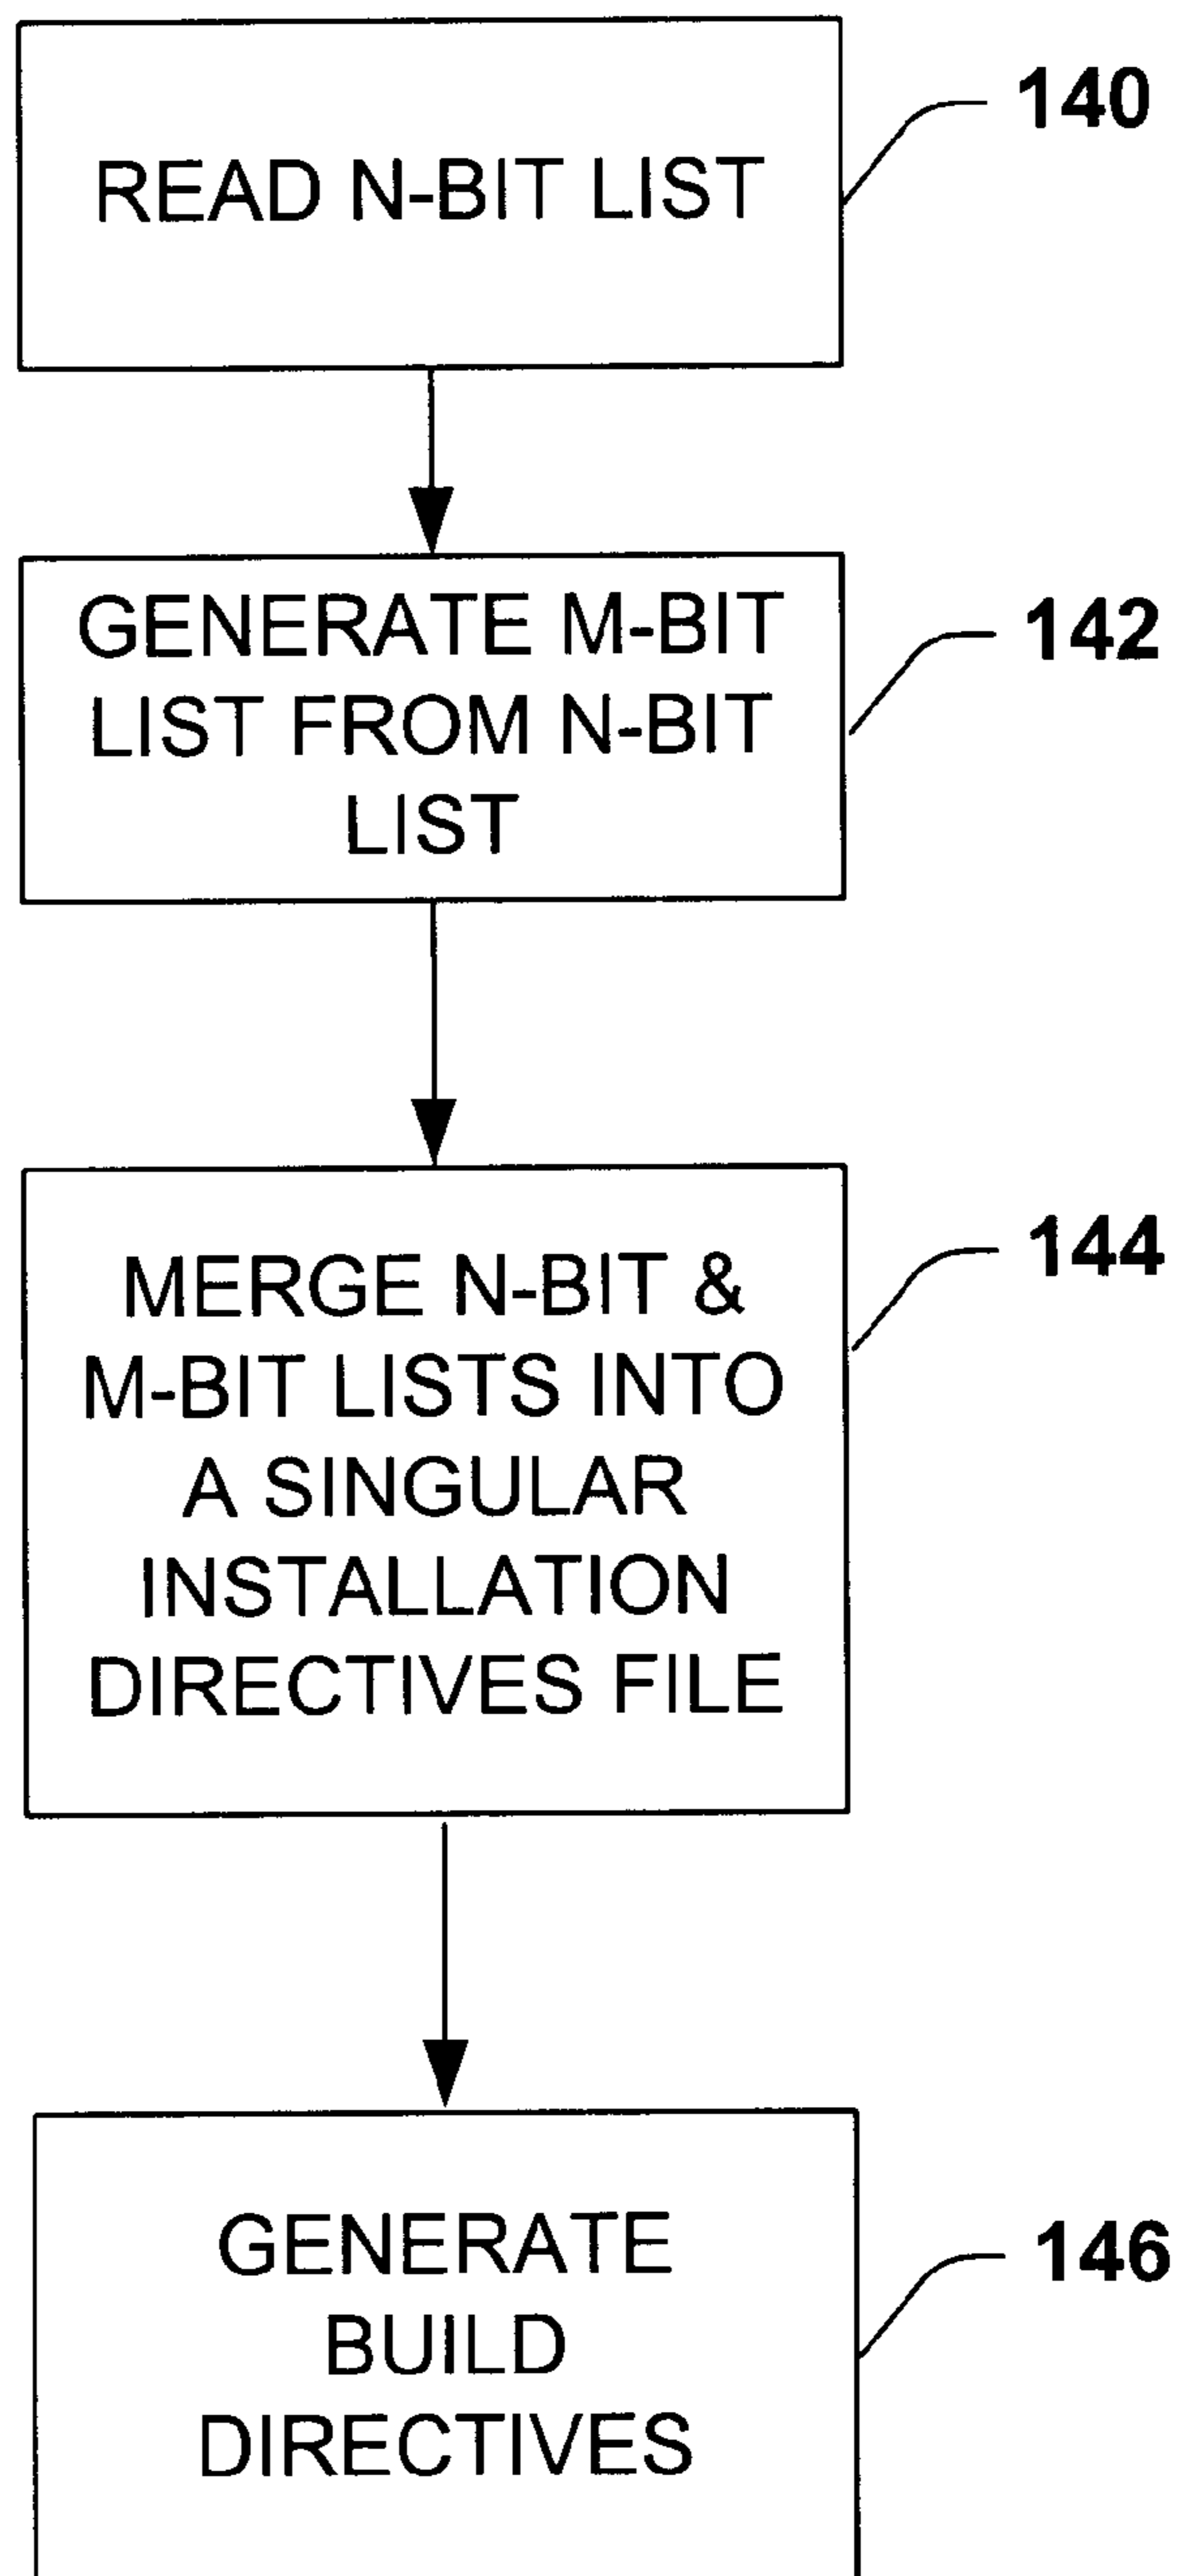 READ N-BIT LIST
140
GENERATE M-BIT
LIST FROM N-BIT
LIST
142
MERGE N-BIT &
M-BIT LISTS INTO
A SINGULAR
INSTALLATION
DIRECTIVES FILE
144
GENERATE
BUILD
DIRECTIVES
146